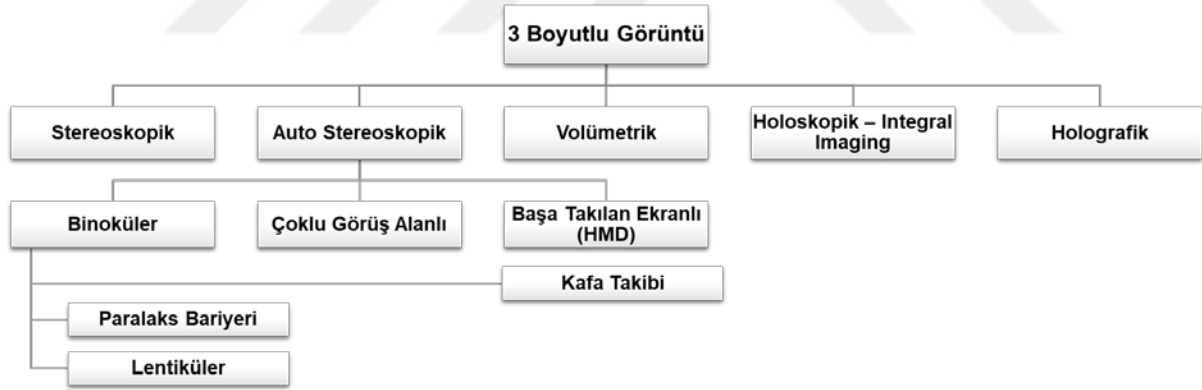 3 Boyutlu Görüntü
Stereoskopik
Auto Stereoskopik
Volümetrik
Holoskopik – Integral
Imaging
Holografik
Binoküler
Çoklu Görüş Alanlı
Başa Takılan Ekranlı
(HMD)
Kafa Takibi
Paralaks Bariyeri
Lentiküler